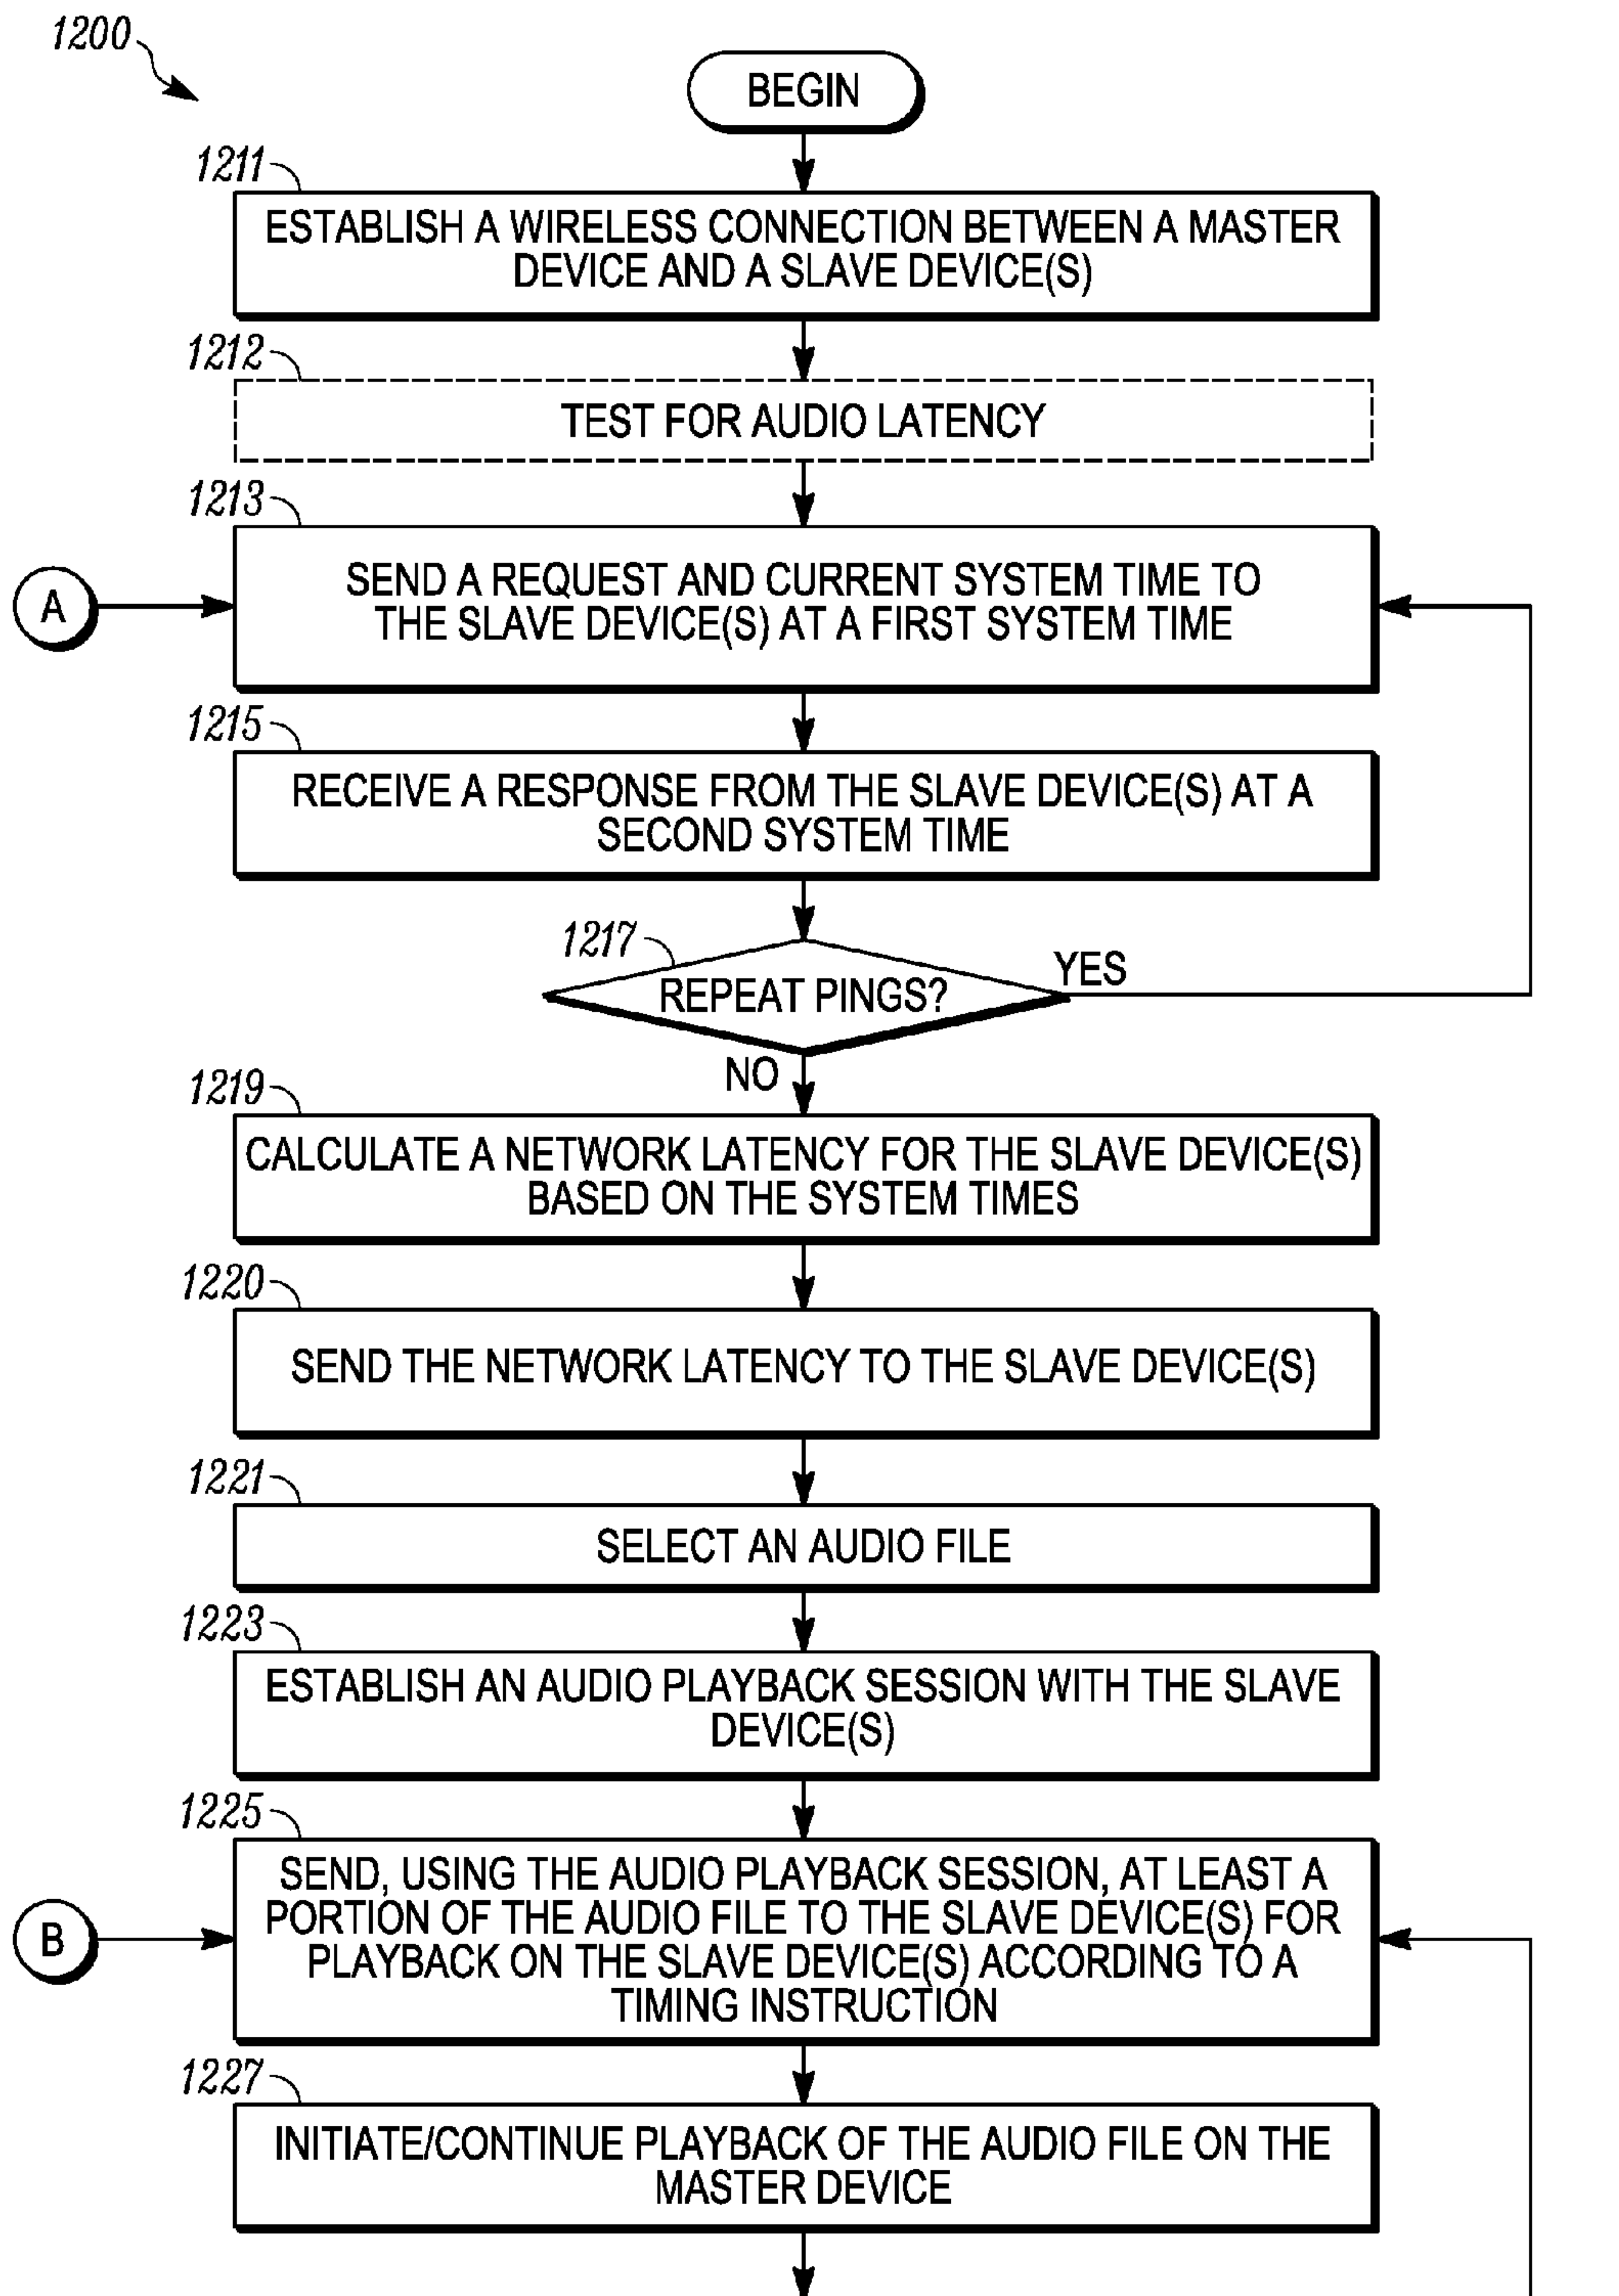 1200
BEGIN
1211
ESTABLISH A WIRELESS CONNECTION BETWEEN A MASTER
DEVICE AND A SLAVE DEVICE(S)
1212
TEST FOR AUDIO LATENCY
1213
A
SEND A REQUEST AND CURRENT SYSTEM TIME TO
THE SLAVE DEVICE(S) AT A FIRST SYSTEM TIME
1215
RECEIVE A RESPONSE FROM THE SLAVE DEVICE(S) AT A
SECOND SYSTEM TIME
1217
REPEAT PINGS?
YES
NO
1219
CALCULATE A NETWORK LATENCY FOR THE SLAVE DEVICE(S)
BASED ON THE SYSTEM TIMES
1220
SEND THE NETWORK LATENCY TO THE SLAVE DEVICE(S)
1221
SELECT AN AUDIO FILE
1223
ESTABLISH AN AUDIO PLAYBACK SESSION WITH THE SLAVE
DEVICE(S)
1225
B
SEND, USING THE AUDIO PLAYBACK SESSION, AT LEAST A
PORTION OF THE AUDIO FILE TO THE SLAVE DEVICE(S) FOR
PLAYBACK ON THE SLAVE DEVICE(S) ACCORDING TO A
TIMING INSTRUCTION
1227
INITIATE/CONTINUE PLAYBACK OF THE AUDIO FILE ON THE
MASTER DEVICE